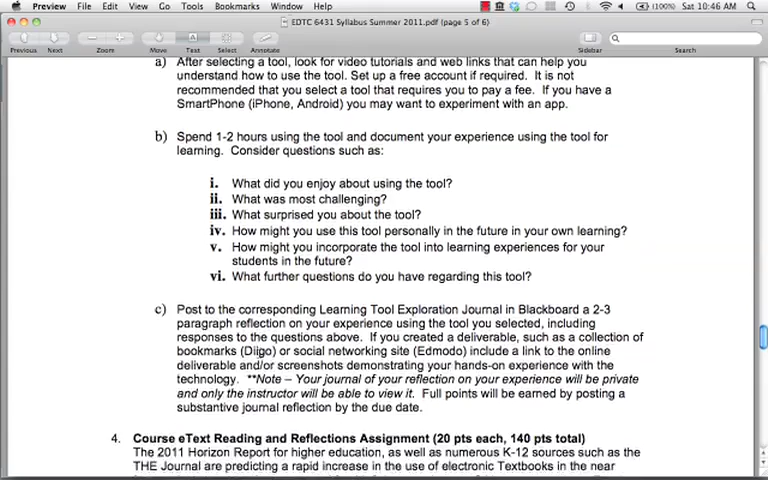 Preview File Edit View Go Tools Bookmarks Window Help (100%) Sat 10:46 AM
EDTC 6431 Syllabus Summer 2011.pdf (page 5 of 6)
Previous Next Zoom Move Text Select Annotate Sidebar Search
a) After selecting a tool, look for video tutorials and web links that can help you
understand how to use the tool. Set up a free account if required. It is not
recommended that you select a tool that requires you to pay a fee. If you have a
SmartPhone (iPhone, Android) you may want to experiment with an app.
b) Spend 1-2 hours using the tool and document your experience using the tool for
learning. Consider questions such as:
i. What did you enjoy about using the tool?
ii. What was most challenging?
iii. What surprised you about the tool?
iv. How might you use this tool personally in the future in your own learning?
v. How might you incorporate the tool into learning experiences for your
students in the future?
vi. What further questions do you have regarding this tool?
c) Post to the corresponding Learning Tool Exploration Journal in Blackboard a 2-3
paragraph reflection on your experience using the tool you selected, including
responses to the questions above. If you created a deliverable, such as a collection of
bookmarks (Diigo) or social networking site (Edmodo) include a link to the online
deliverable and/or screenshots demonstrating your hands-on experience with the
technology. **Note – Your journal of your reflection on your experience will be private
and only the instructor will be able to view it. Full points will be earned by posting a
substantive journal reflection by the due date.
4. Course eText Reading and Reflections Assignment (20 pts each, 140 pts total)
The 2011 Horizon Report for higher education, as well as numerous K-12 sources such as the
THE Journal are predicting a rapid increase in the use of electronic Textbooks in the near